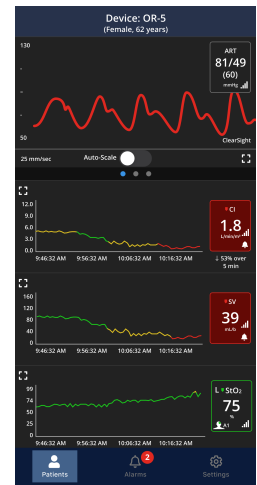 Device: OR-5
(Female, 62 years)
130
ART
81/49
(60)
mmHg
50
ClearSight
25 mm/sec
Auto-Scale
12.0
9.0
6.0
3.0
0.0
CI
1.8
L/min/m²
↓ 53% over
5 min
9:46:32 AM 9:56:32 AM 10:06:32 AM 10:16:32 AM
160
120
80
40
0
SV
39
mL/b
9:46:32 AM 9:56:32 AM 10:06:32 AM 10:16:32 AM
99
74
50
25
0
L StO₂
75
%
A1
9:46:32 AM 9:56:32 AM 10:06:32 AM 10:16:32 AM
2
Patients
Alarms
Settings